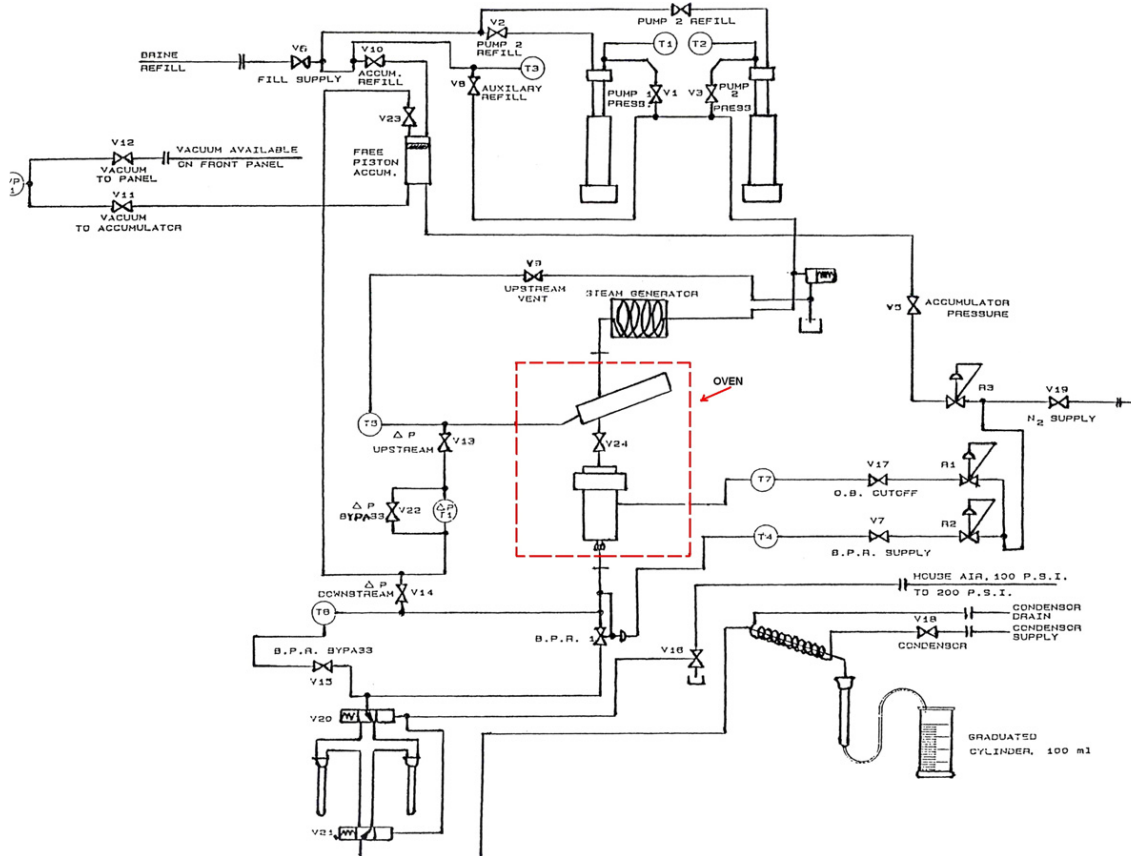 PUMP 2 REFILL
V2
PUMP 2
REFILL
T1
T2
BRINE
REFILL
V6
FILL SUPPLY
V10
ACCUM.
REFILL
T3
V8
AUXILARY
REFILL
PUMP 1
PRESS.
V1
V3
PUMP
2
PRESS
V23
FREE
PISTON
ACCUM.
V12
VACUUM
TO PANEL
VACUUM AVAILABLE
ON FRONT PANEL
V11
VACUUM
TO ACCUMULATOR
V9
UPSTREAM
VENT
STEAM GENERATOR
V5
ACCUMULATOR
PRESSURE
OVEN
R3
V19
N2 SUPPLY
T5
Δ P
UPSTREAM
V13
V24
T7
V17
O.B. CUTOFF
R1
Δ P
BYPASS
V22
Δ P
T1
T4
V7
B.P.R. SUPPLY
R2
Δ P
DOWNSTREAM
V14
HOUSE AIR, 100 P.S.I.
TO 200 P.S.I.
T6
B.P.R. 1
V16
CONDENSOR
DRAIN
V18
CONDENSOR
CONDENSOR
SUPPLY
B.P.R. BYPASS
V15
V20
GRADUATED
CYLINDER, 100 ml
V21